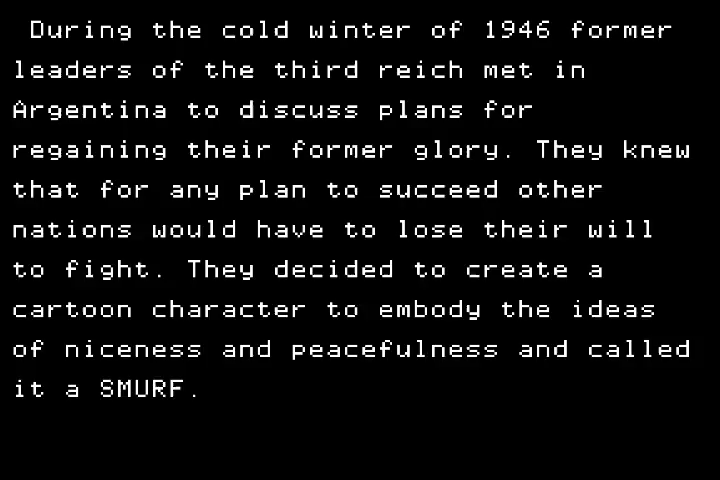 During the cold winter of 1946 former
leaders of the third reich met in
Argentina to discuss plans for
regaining their former glory. They knew
that for any plan to succeed other
nations would have to lose their will
to fight. They decided to create a
cartoon character to embody the ideas
of niceness and peacefulness and called
it a SMURF.